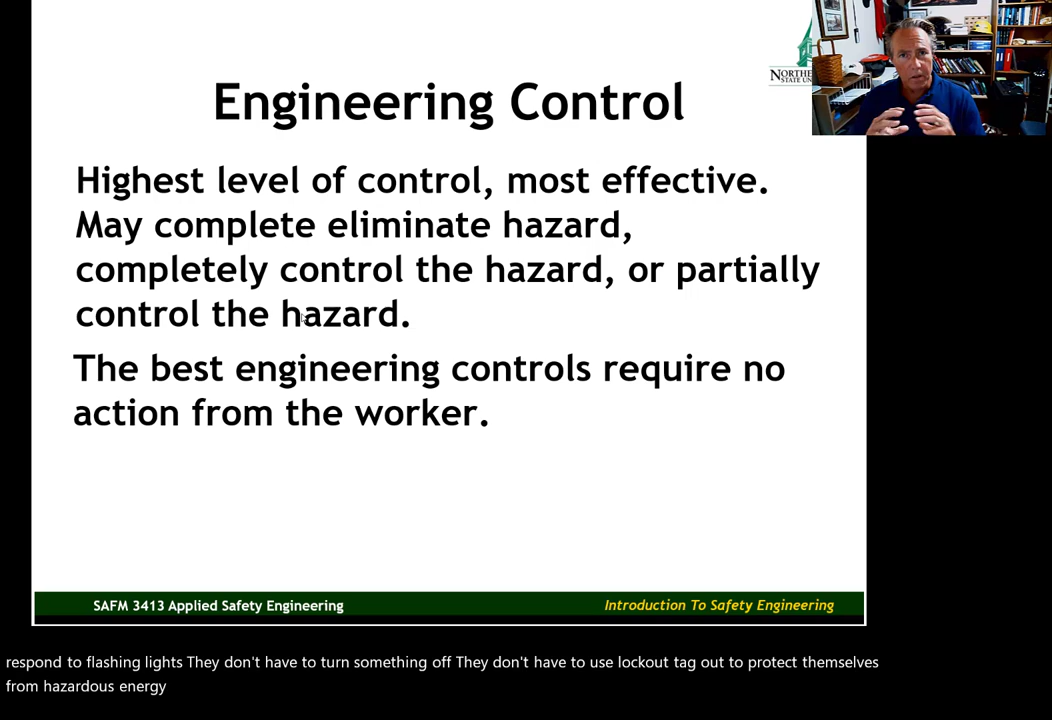 NORTHE
STATE UN
Engineering Control
Highest level of control, most effective.
May complete eliminate hazard,
completely control the hazard, or partially
control the hazard.
The best engineering controls require no
action from the worker.
SAFM 3413 Applied Safety Engineering
Introduction To Safety Engineering
respond to flashing lights They don't have to turn something off They don't have to use lockout tag out to protect themselves
from hazardous energy